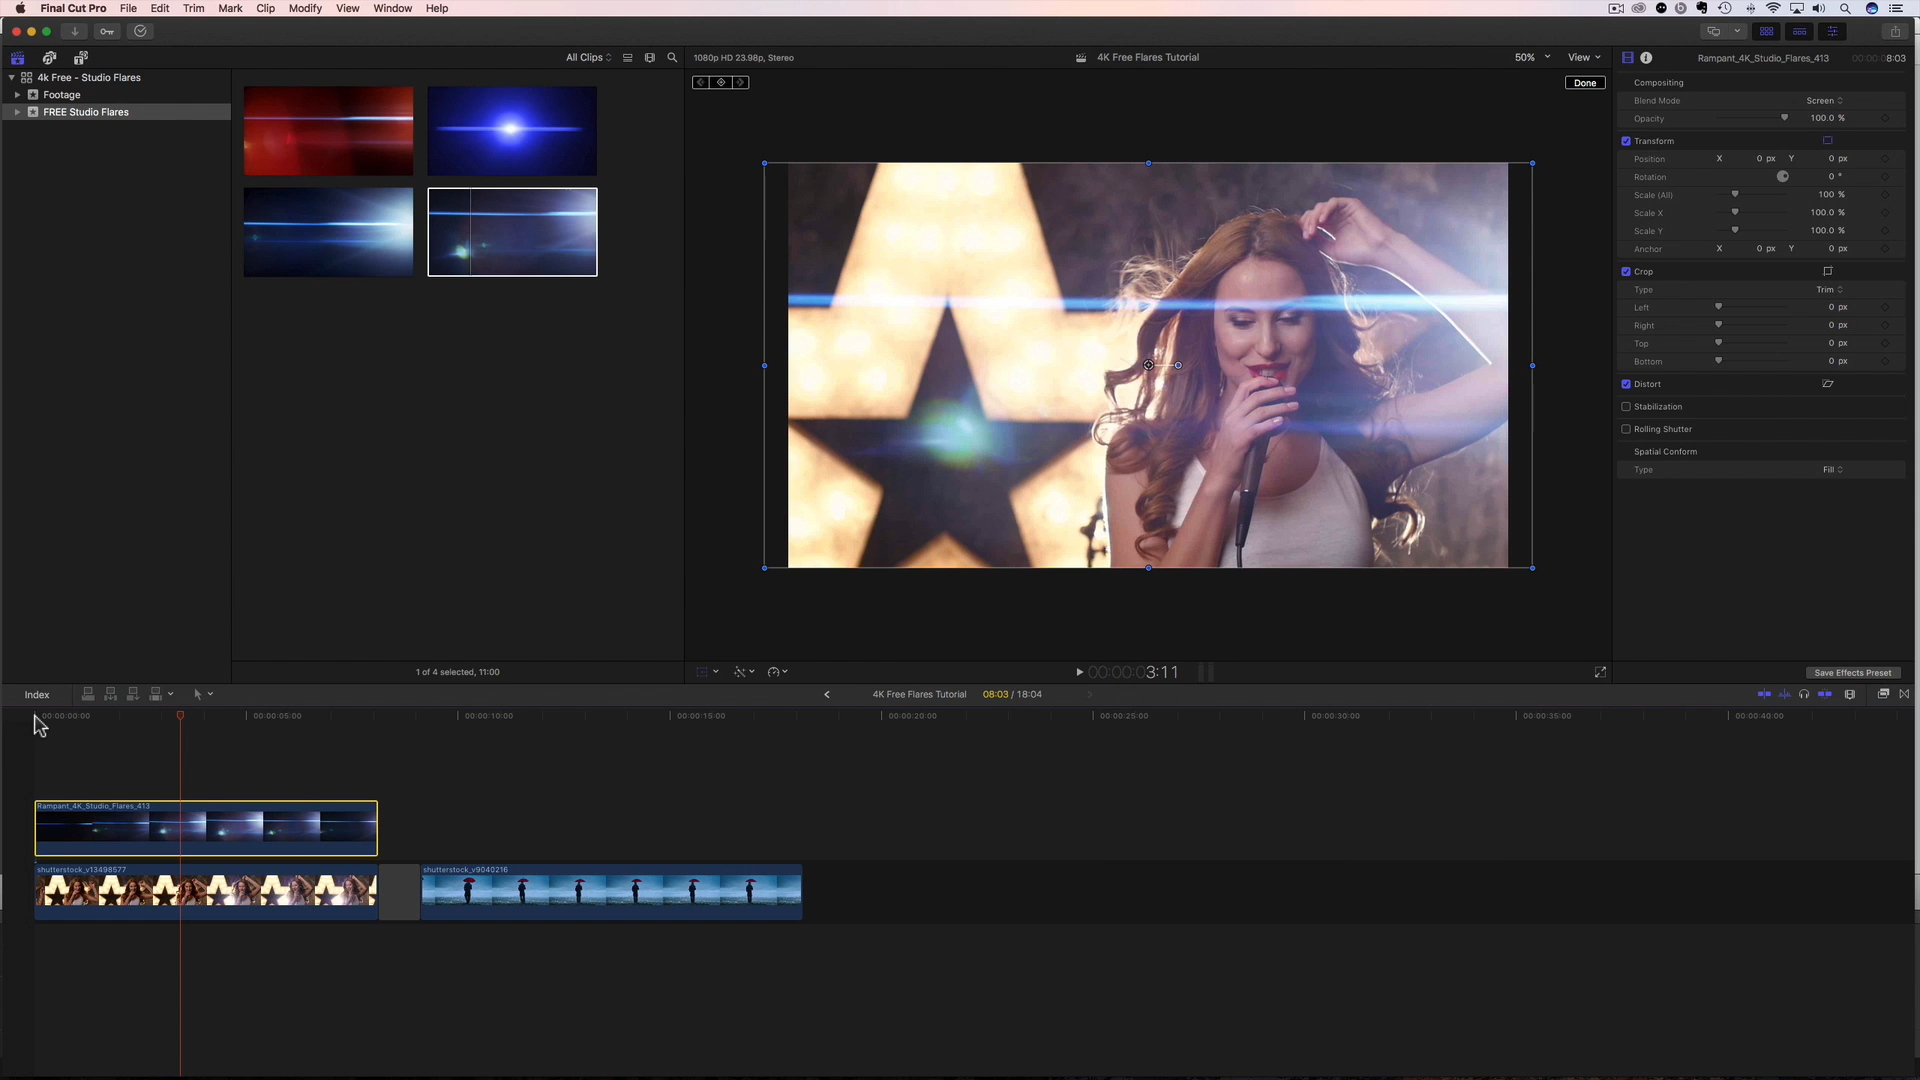 Final Cut Pro File Edit Trim Mark Clip Modify View Window Help
All Clips
1080p HD 23.98p, Stereo
4K Free Flares Tutorial
50%
View
Rampant_4K_Studio_Flares_413
00:00:08:03
4k Free - Studio Flares
Footage
FREE Studio Flares
Done
Compositing
Blend Mode Screen
Opacity 100.0 %
Transform
Position X 0 px Y 0 px
Rotation 0 °
Scale (All) 100 %
Scale X 100.0 %
Scale Y 100.0 %
Anchor X 0 px Y 0 px
Crop
Type Trim
Left 0 px
Right 0 px
Top 0 px
Bottom 0 px
Distort
Stabilization
Rolling Shutter
Spatial Conform
Type Fill
1 of 4 selected, 11:00
00:00:00:3:11
Save Effects Preset
Index
4K Free Flares Tutorial 08:03 / 18:04
00:00:00:00 00:00:05:00 00:00:10:00 00:00:15:00 00:00:20:00 00:00:25:00 00:00:30:00 00:00:35:00 00:00:40:00
Rampant_4K_Studio_Flares_413
shutterstock_v13498577
shutterstock_v9040216